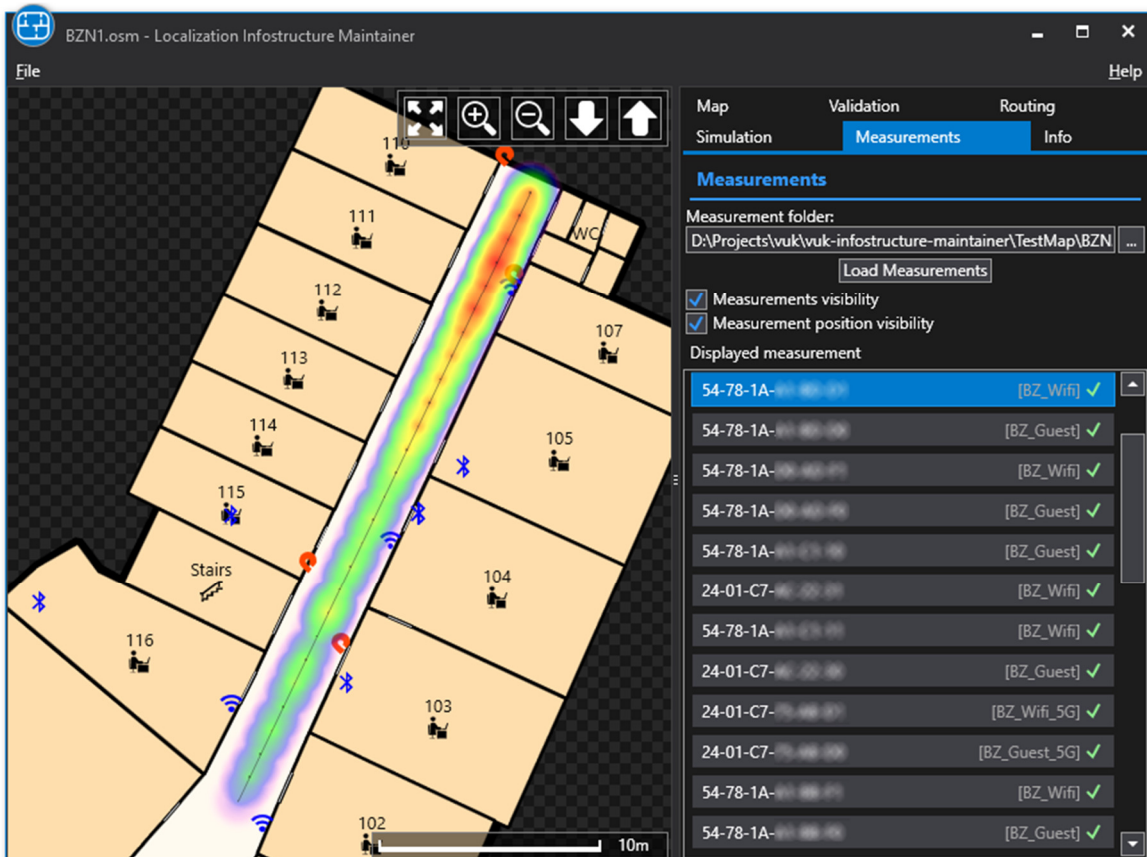 BZN1.osm - Localization Infostructure Maintainer
File
Help
Map
Validation
Routing
Simulation
Measurements
Info
Measurements
Measurement folder:
D:\Projects\vuk\vuk-infostructure-maintainer\TestMap\BZN
...
Load Measurements
Measurements visibility
Measurement position visibility
Displayed measurement
54-78-1A- [BZ_Wifi]
54-78-1A- [BZ_Guest]
54-78-1A- [BZ_Wifi]
54-78-1A- [BZ_Guest]
54-78-1A- [BZ_Guest]
24-01-C7- [BZ_Wifi]
54-78-1A- [BZ_Wifi]
24-01-C7- [BZ_Guest]
24-01-C7- [BZ_Wifi_5G]
24-01-C7- [BZ_Guest_5G]
54-78-1A- [BZ_Wifi]
54-78-1A- [BZ_Guest]
110
111
WC
112
107
113
114
105
115
Stairs
104
116
103
102
10m